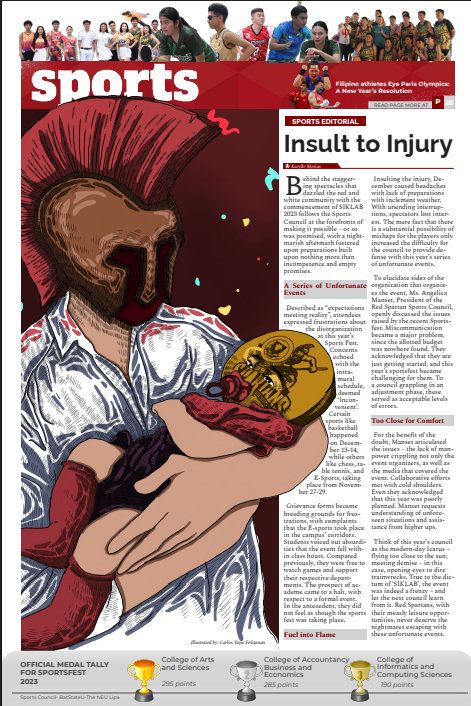 sports
Filipino athletes Eye Paris Olympics:
A New Year's Resolution
READ PAGE MORE AT P 28
SPORTS EDITORIAL
Insult to Injury
Behind the stagger-
ing spectacles that
dazzled the red and
white community with the
commencement of SIKLAB
2023 follows the Sports
Council at the forefronts of
making it possible – or so
was promised, with a night-
marish aftermath fostered
upon preparations built
upon nothing more than
incompetence and empty
promises.
A Series of Unfortunate
Events
Described as "expectations
meeting reality", attendees
expressed frustrations about
the disorganization
at this year's
Sports Fest.
Concerns
echoed
with the
intra-
mural
schedule,
deemed
'incon-
venient'.
Certain
sports like
basketball
happened
on Decem-
ber 13-14,
while others
like chess, ta-
ble tennis, and
E-Sports, taking
place from Novem-
ber 27-29.
Grievance forms became
breeding grounds for frus-
trations, with complaints
that the E-sports took place
in the campus' corridors.
Students voiced out absurdi-
ties that the event fell with-
in class hours. Compared
previously, they were free to
watch games and support
their respective depart-
ments. The prospect of ac-
ademe came to a halt, with
respect to a formal event.
In the antecedent, they did
not feel as though the sports
fest was taking place.
Fuel into Flame
Insulting the injury, De-
cember caused headaches
with lack of preparations
with inclement weather.
With unending interrup-
tions, spectators lost inter-
est. The mere fact that there
is a substantial possibility of
mishaps for the players only
increased the difficulty for
the council to provide de-
fense with this year's series
of unfortunate events.
To elucidate sides of the
organization that organiz-
es the event, Ms. Angelica
Manset, President of the
Red Spartan Sports Council,
openly discussed the issues
raised by the recent Sports-
fest. Miscommunication
became a major problem,
since the allotted budget
was nowhere found. They
acknowledged that they are
just getting started, and this
year's sportsfest became
challenging for them. To
a council grappling in an
adjustment phase, these
served as acceptable levels
of errors.
Too Close for Comfort
For the benefit of the
doubt, Manset articulated
the issues – the lack of man-
power crippling not only the
event organizers, as well as
the media that covered the
event. Collaborative efforts
met with cold shoulders.
Even they acknowledged
that this year was poorly
planned. Manset requests
understanding of unfore-
seen situations and assis-
tance from higher ups.
Think of this year's council
as the modern-day Icarus –
flying too close to the sun,
meeting demise – in this
case, opening eyes to dire
trainwrecks. True to the dic-
tum of 'SIKLAB', the event
was indeed a frenzy – and
let the next council learn
from it. Red Spartans, with
their measly leisure oppor-
tunities, never deserve the
nightmares escaping with
these unfortunate events.
OFFICIAL MEDAL TALLY
FOR SPORTSFEST
2023
Sports Council- BatStateU-The NEU Lipa
College of Arts
and Sciences
295 points
College of Accountancy
Business and
Economics
285 points
College of
Informatics and
Computing Sciences
190 points